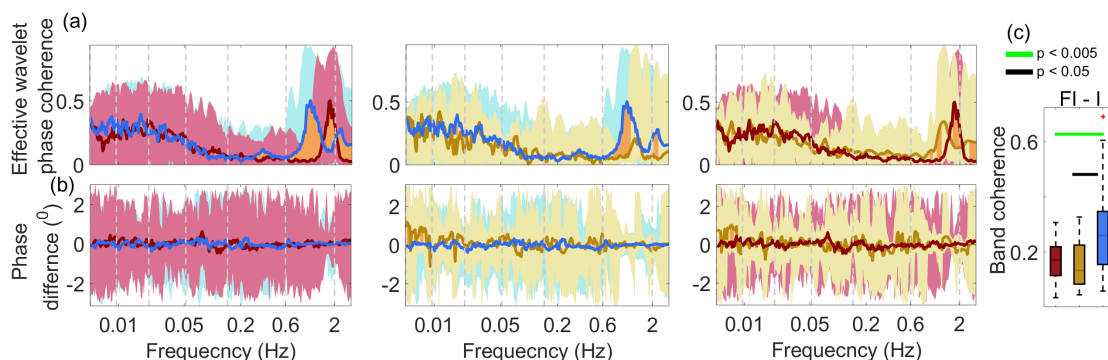 (a)
(c)
Effective wavelet
phase coherence
0.5
0
0.5
0
0.5
0
p < 0.005
p < 0.05
FI - I
Band coherence
0.6
0.2
(b)
Phase
differnce (⁰)
2
0
-2
2
0
-2
2
0
-2
0.01 0.05 0.2 0.6 2
0.01 0.05 0.2 0.6 2
0.01 0.05 0.2 0.6 2
Frequecncy (Hz)
Frequecncy (Hz)
Frequecncy (Hz)